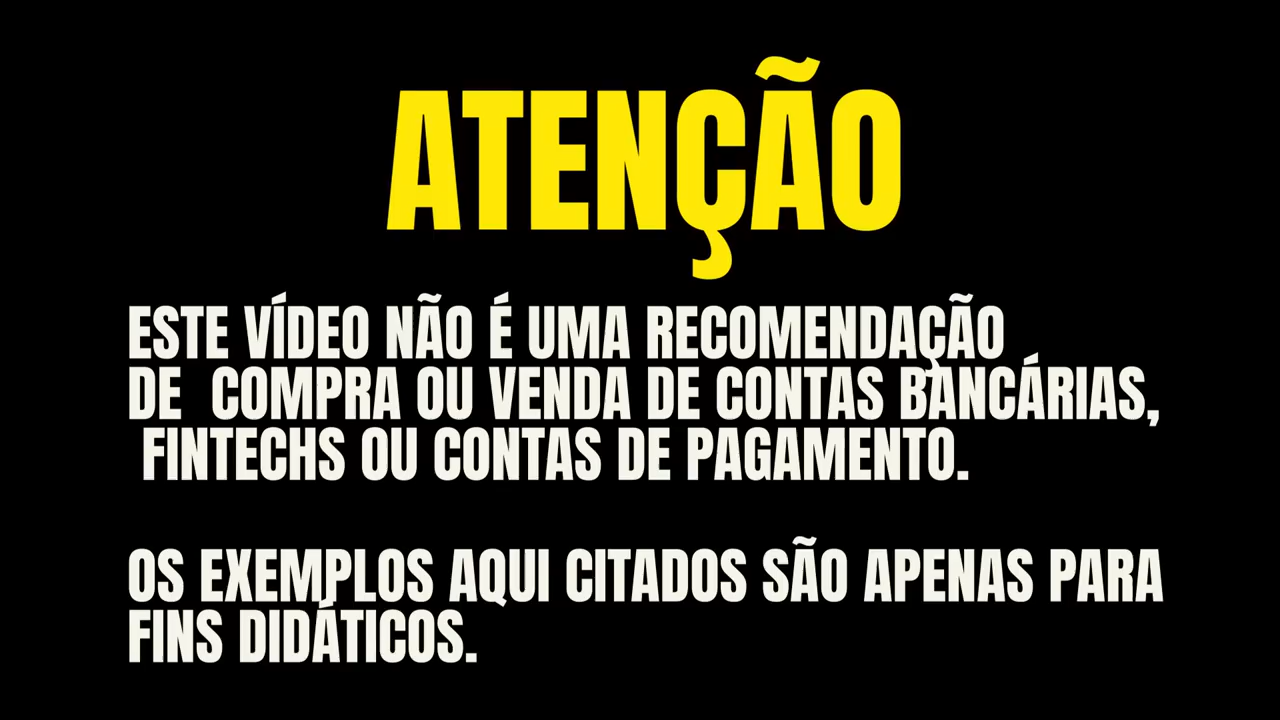 ATENÇÃO
ESTE VÍDEO NÃO É UMA RECOMENDAÇÃO
DE COMPRA OU VENDA DE CONTAS BANCÁRIAS,
FINTECHS OU CONTAS DE PAGAMENTO.
OS EXEMPLOS AQUI CITADOS SÃO APENAS PARA
FINS DIDÁTICOS.